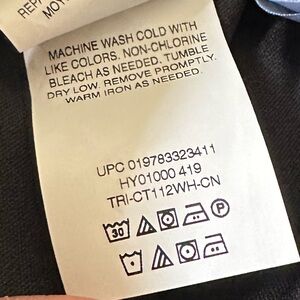 MACHINE WASH COLD WITH
LIKE COLORS. NON-CHLORINE
BLEACH AS NEEDED. TUMBLE
DRY LOW. REMOVE PROMPTLY.
WARM IRON AS NEEDED.
UPC 019783323411
HY01000 419
TRI-CT112WH-CN
30
P